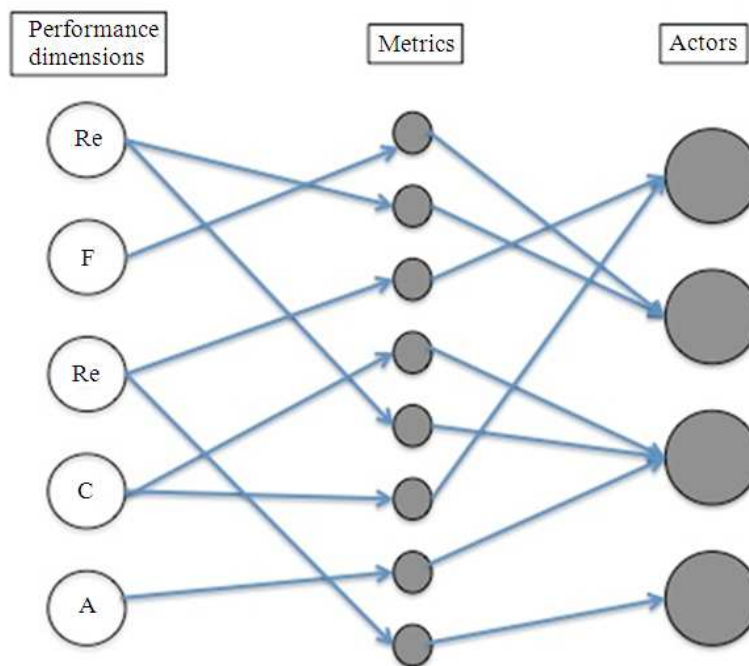 Performance
dimensions
Metrics
Actors
Re
F
Re
C
A